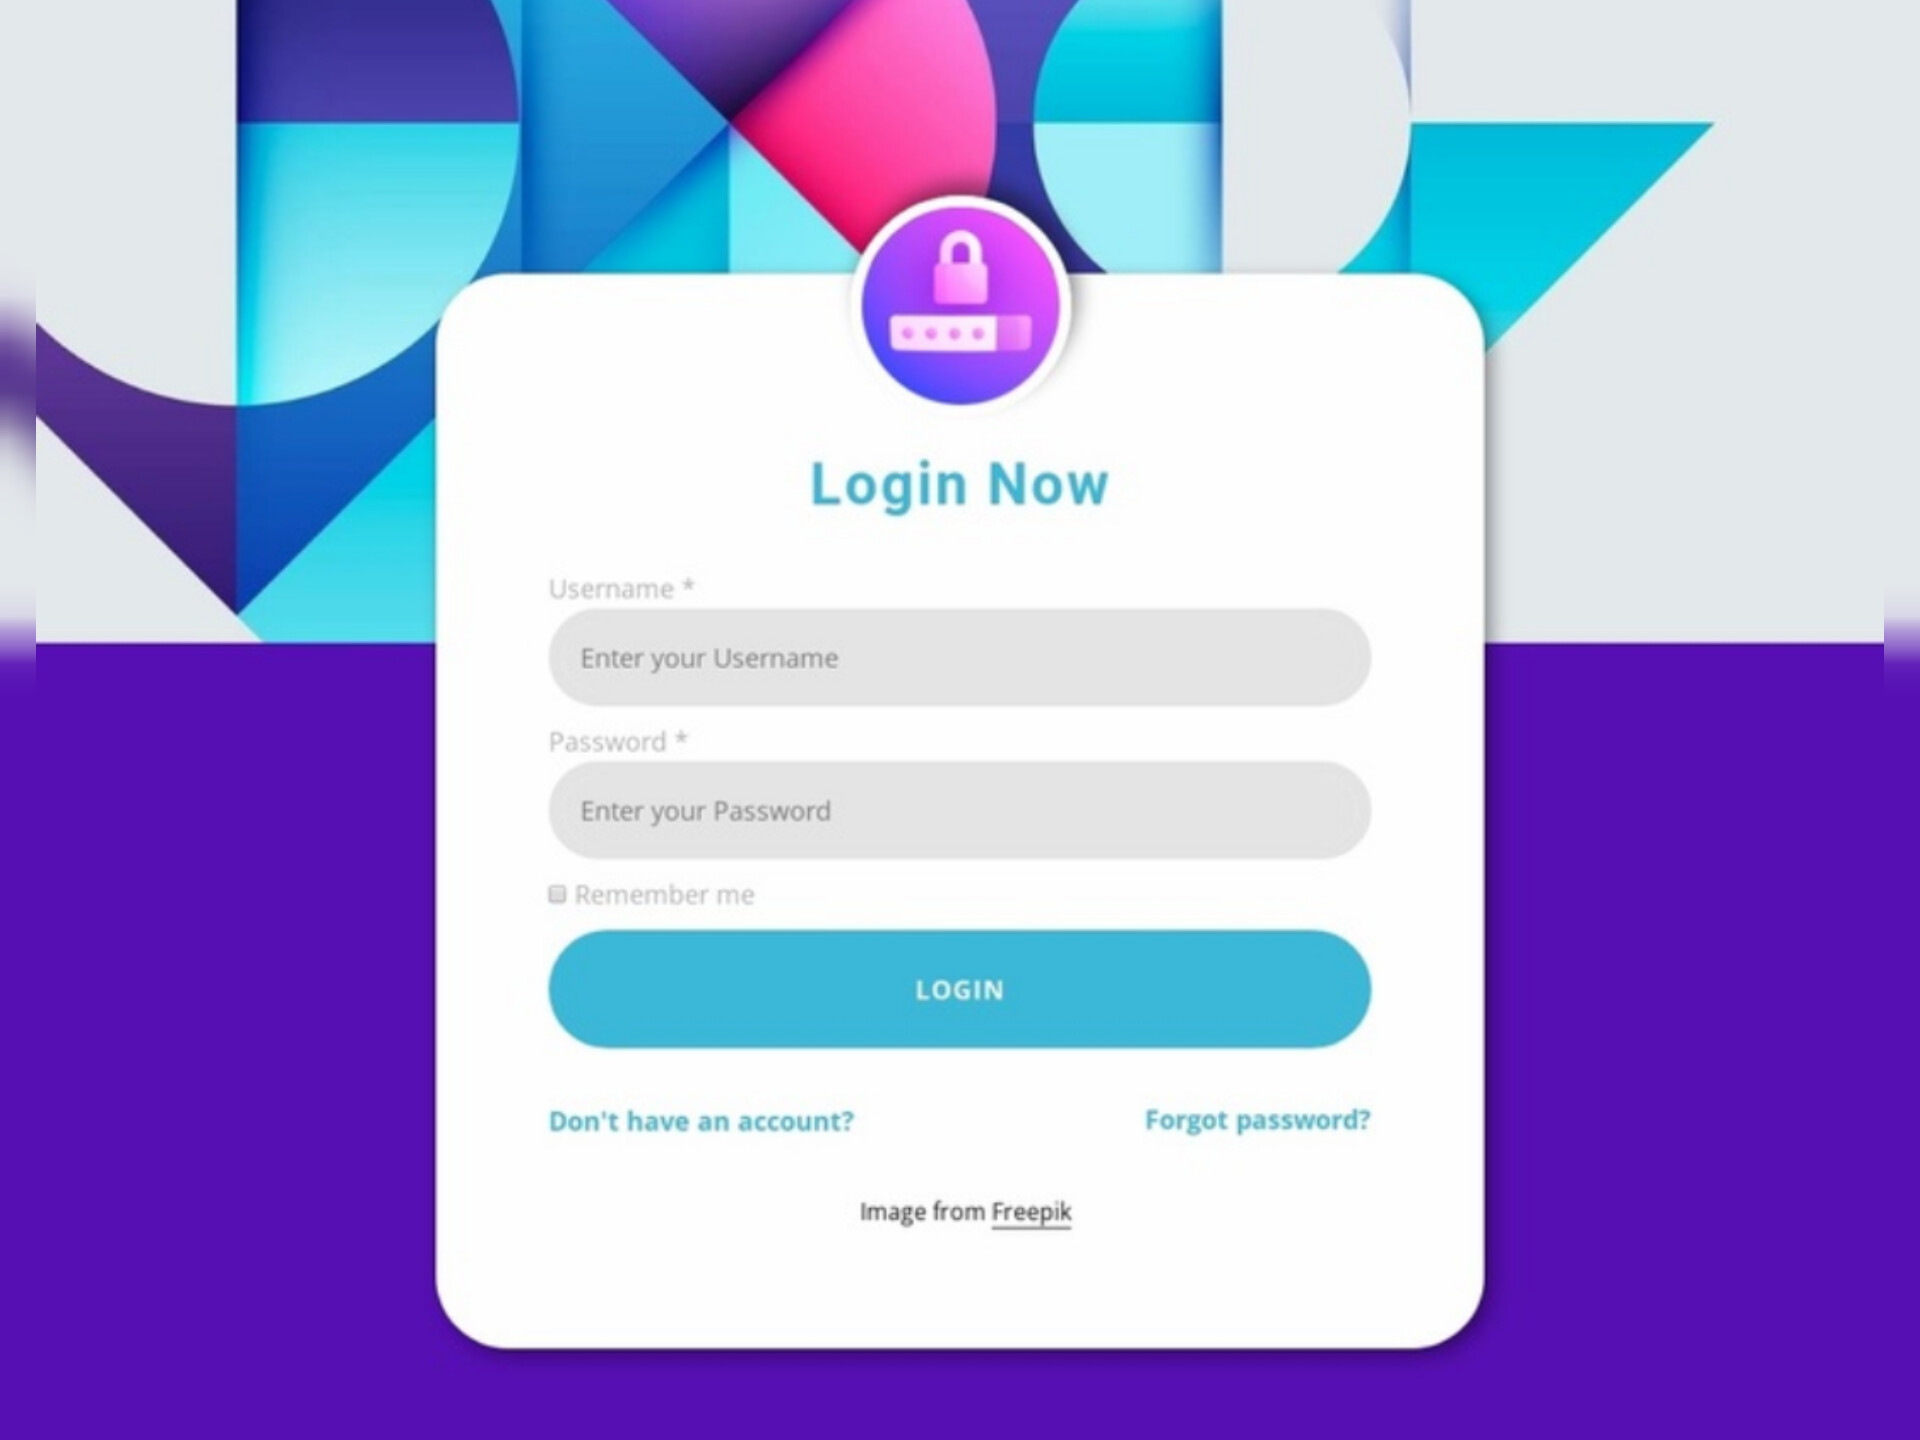 Login Now
Username *
Enter your Username
Password *
Enter your Password
Remember me
LOGIN
Don't have an account?
Forgot password?
Image from Freepik